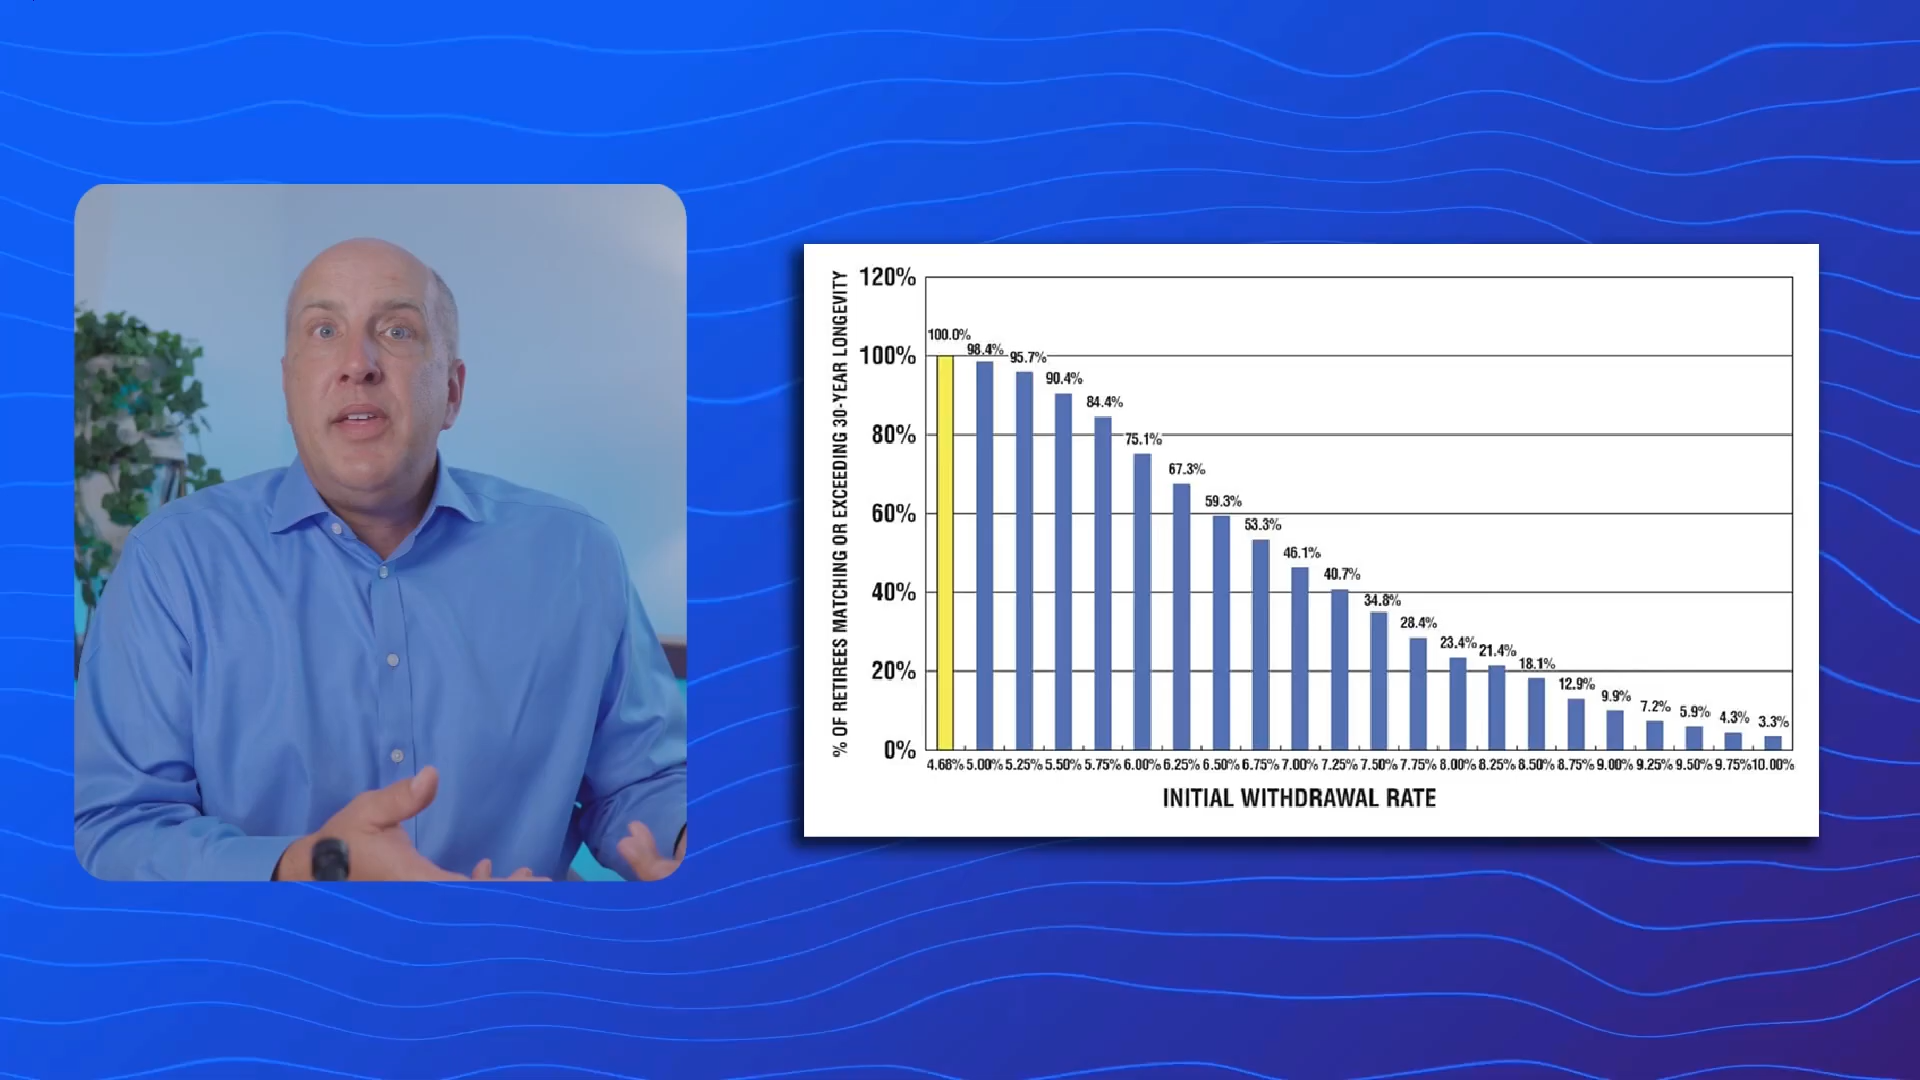 % OF RETIREES MATCHING OR EXCEEDING 30-YEAR LONGEVITY
120%
100%
80%
60%
40%
20%
0%
100.0% 98.4% 95.7% 90.4% 84.4% 75.1% 67.3% 59.3% 53.3% 46.1% 40.7% 34.8% 28.4% 23.4% 21.4% 18.1% 12.9% 9.9% 7.2% 5.9% 4.3% 3.3%
4.68% 5.00% 5.25% 5.50% 5.75% 6.00% 6.25% 6.50% 6.75% 7.00% 7.25% 7.50% 7.75% 8.00% 8.25% 8.50% 8.75% 9.00% 9.25% 9.50% 9.75% 10.00%
INITIAL WITHDRAWAL RATE